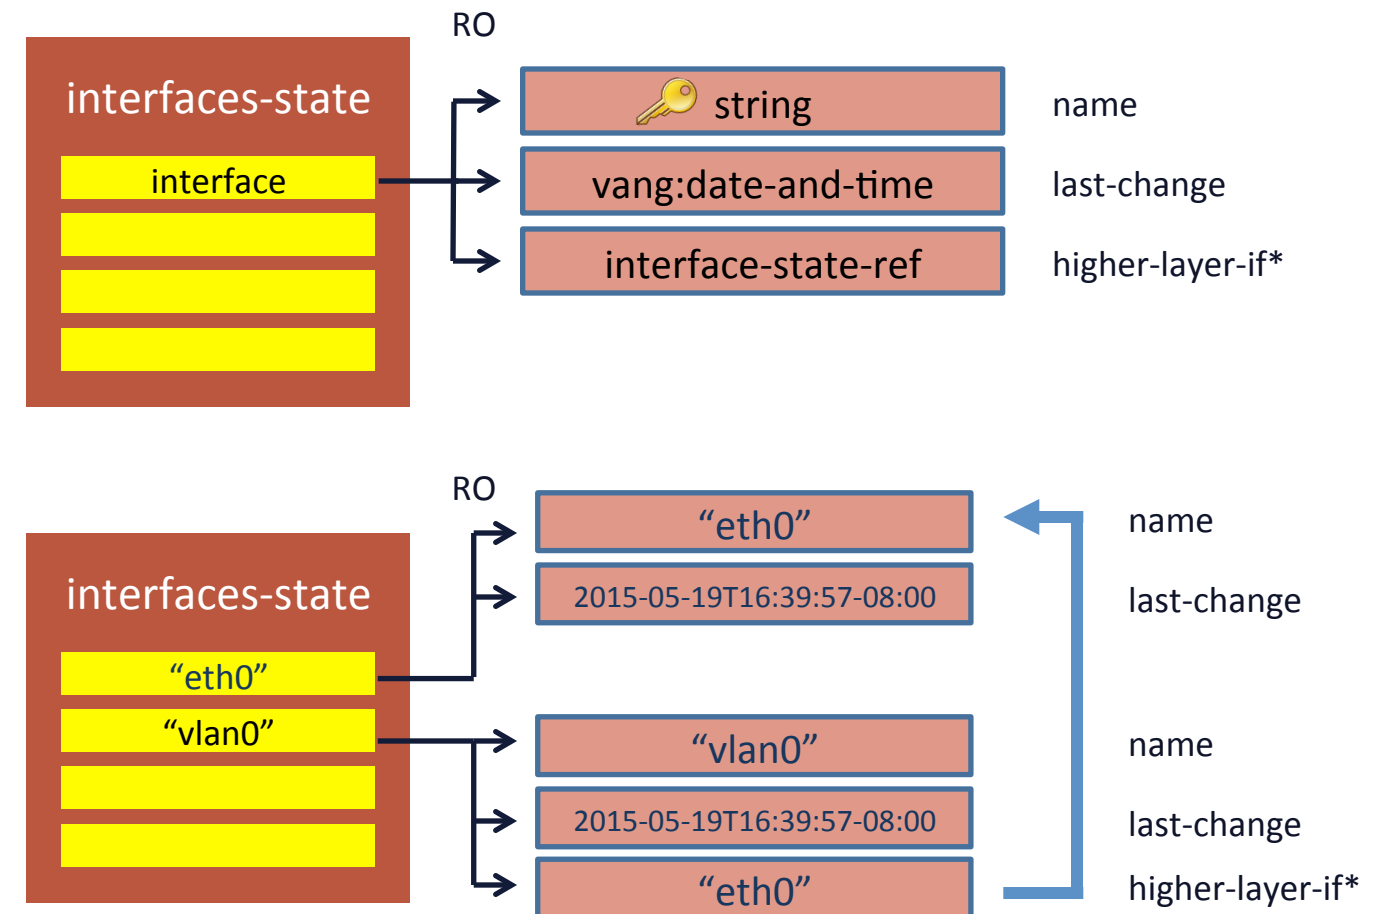 RO
interfaces-state
string
name
interface
vang:date-and-time
last-change
interface-state-ref
higher-layer-if*
RO
“eth0”
name
interfaces-state
2015-05-19T16:39:57-08:00
last-change
“eth0”
“vlan0”
“vlan0”
name
2015-05-19T16:39:57-08:00
last-change
“eth0”
higher-layer-if*